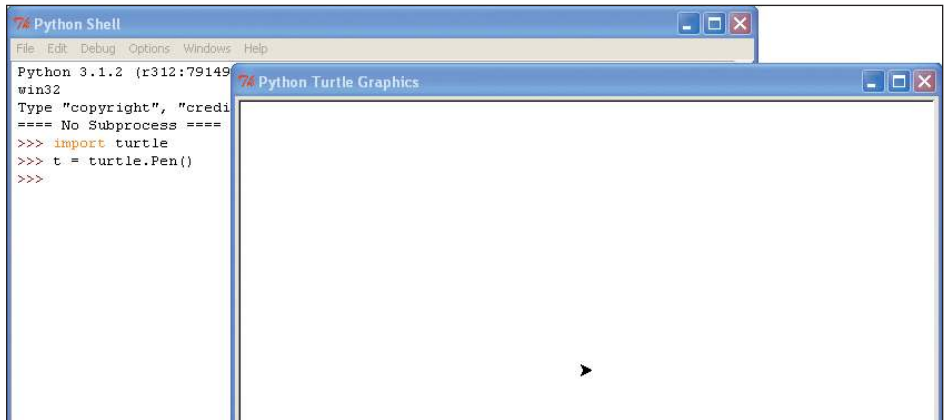 Python Shell
File Edit Debug Options Windows Help
Python 3.1.2 (r312:79149
win32
Type "copyright", "credi
==== No Subprocess ====
>>> import turtle
>>> t = turtle.Pen()
>>>
Python Turtle Graphics